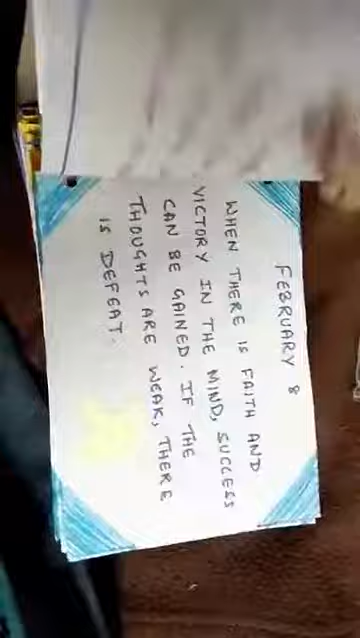 FEBRUARY 8
WHEN THERE IS FAITH AND
VICTORY IN THE MIND, SUCCESS
CAN BE GAINED. IF THE
THOUGHTS ARE WEAK, THERE
IS DEFEAT.